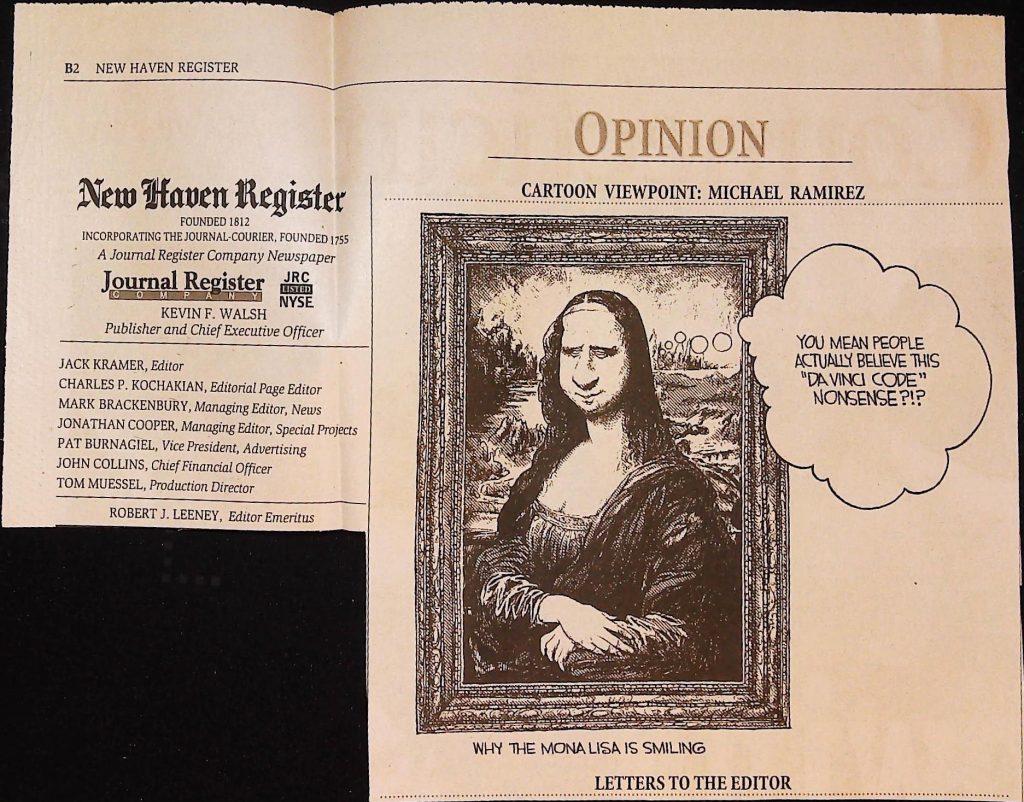 B2 NEW HAVEN REGISTER
OPINION
New Haven Register
FOUNDED 1812
INCORPORATING THE JOURNAL-COURIER, FOUNDED 1755
A Journal Register Company Newspaper
Journal Register
COMPANY
JRC
LISTED
NYSE
KEVIN F. WALSH
Publisher and Chief Executive Officer
JACK KRAMER, Editor
CHARLES P. KOCHAKIAN, Editorial Page Editor
MARK BRACKENBURY, Managing Editor, News
JONATHAN COOPER, Managing Editor, Special Projects
PAT BURNAGIEL, Vice President, Advertising
JOHN COLLINS, Chief Financial Officer
TOM MUESSEL, Production Director
ROBERT J. LEENEY, Editor Emeritus
CARTOON VIEWPOINT: MICHAEL RAMIREZ
YOU MEAN PEOPLE
ACTUALLY BELIEVE THIS
"DA VINCI CODE"
NONSENSE?!?
WHY THE MONA LISA IS SMILING
LETTERS TO THE EDITOR